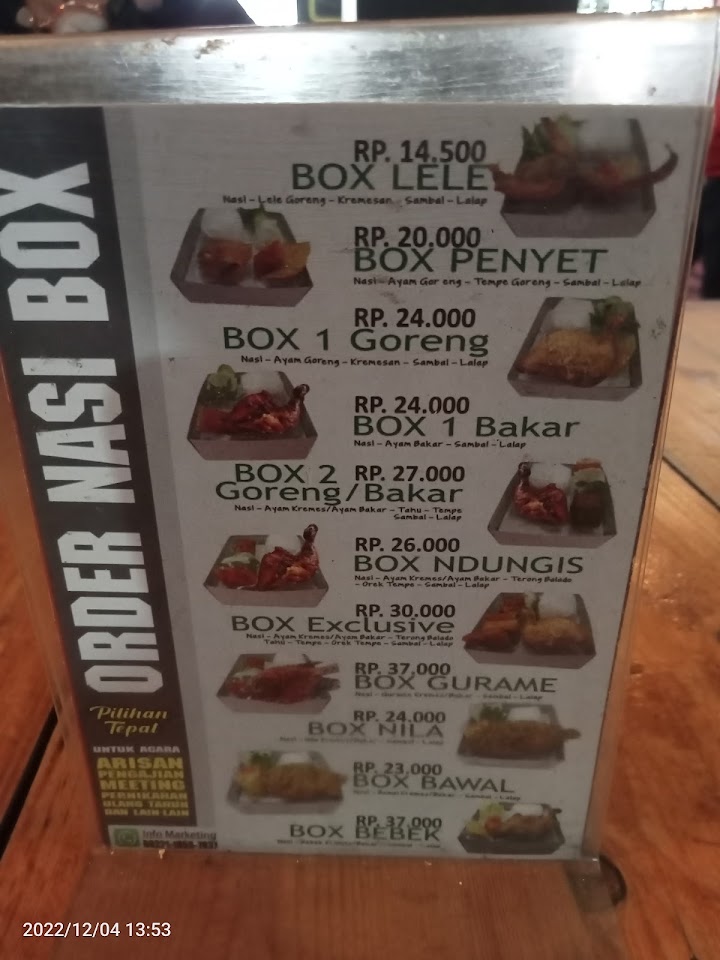 ORDER NASI BOX
Pilihan
Tepat
UNTUK ACARA
ARISAN
PENGAJIAN
MEETING
PERNIKAHAN
ULANG TAHUN
DAN LAIN LAIN
Info Marketing
RP. 14.500
BOX LELE
Nasi - Lele Goreng - Kremesan - Sambal - Lalap
RP. 20.000
BOX PENYET
Nasi - Ayam Goreng - Tempe Goreng - Sambal - Lalap
RP. 24.000
BOX 1 Goreng
Nasi - Ayam Goreng - Kremesan - Sambal - Lalap
RP. 24.000
BOX 1 Bakar
Nasi - Ayam Bakar - Sambal - Lalap
BOX 2 RP. 27.000
Goreng/Bakar
Nasi - Ayam Kremes/Ayam Bakar - Tahu - Tempe
Sambal - Lalap
RP. 26.000
BOX NDUNGIS
Nasi - Ayam Kremes/Ayam Bakar - Terong Balado
- Orek Tempe - Sambal - Lalap
RP. 30.000
BOX Exclusive
Nasi - Ayam Kremes/Ayam Bakar - Terong Balado
Tahu - Tempe - Orek Tempe - Sambal - Lalap
RP. 37.000
BOX GURAME
Nasi - Gurame Kremes/Bakar - Sambal - Lalap
RP. 24.000
BOX NILA
RP. 23.000
BOX BAWAL
RP. 37.000
BOX BEBEK
2022/12/04 13:53